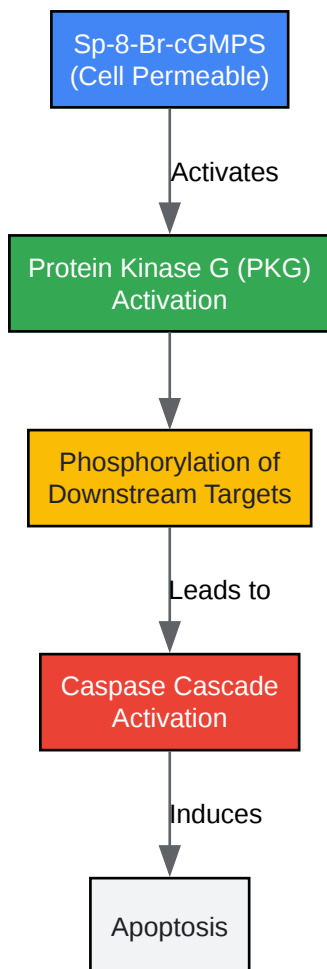 Sp-8-Br-cGMPS
(Cell Permeable)
Activates
Protein Kinase G (PKG)
Activation
Phosphorylation of
Downstream Targets
Leads to
Caspase Cascade
Activation
Induces
Apoptosis